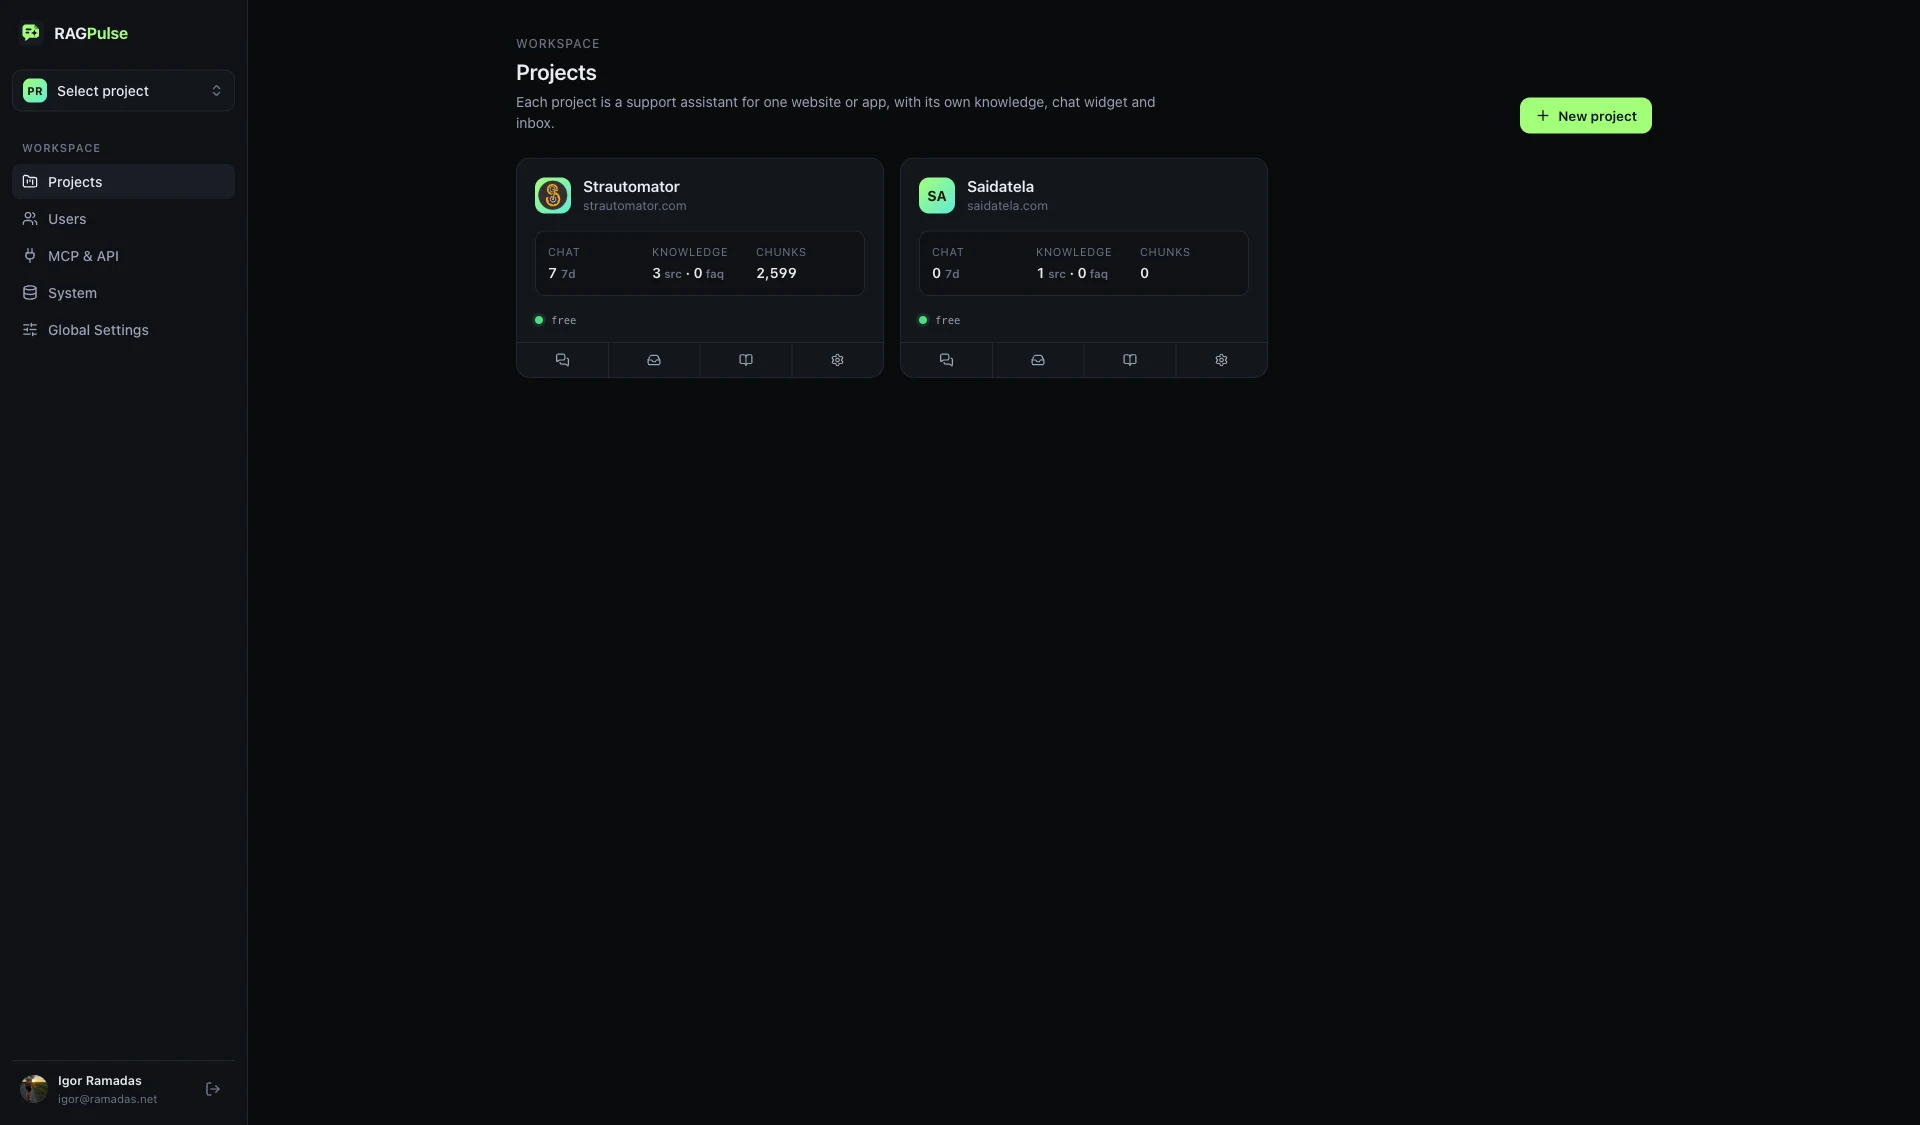 RAGPulse
PR Select project
WORKSPACE
Projects
Users
MCP & API
System
Global Settings
Igor Ramadas
igor@ramadas.net
WORKSPACE
Projects
Each project is a support assistant for one website or app, with its own knowledge, chat widget and
inbox.
+ New project
Strautomator
strautomator.com
CHAT KNOWLEDGE CHUNKS
7 7d 3 src · 0 faq 2,599
free
SA Saidatela
saidatela.com
CHAT KNOWLEDGE CHUNKS
0 7d 1 src · 0 faq 0
free